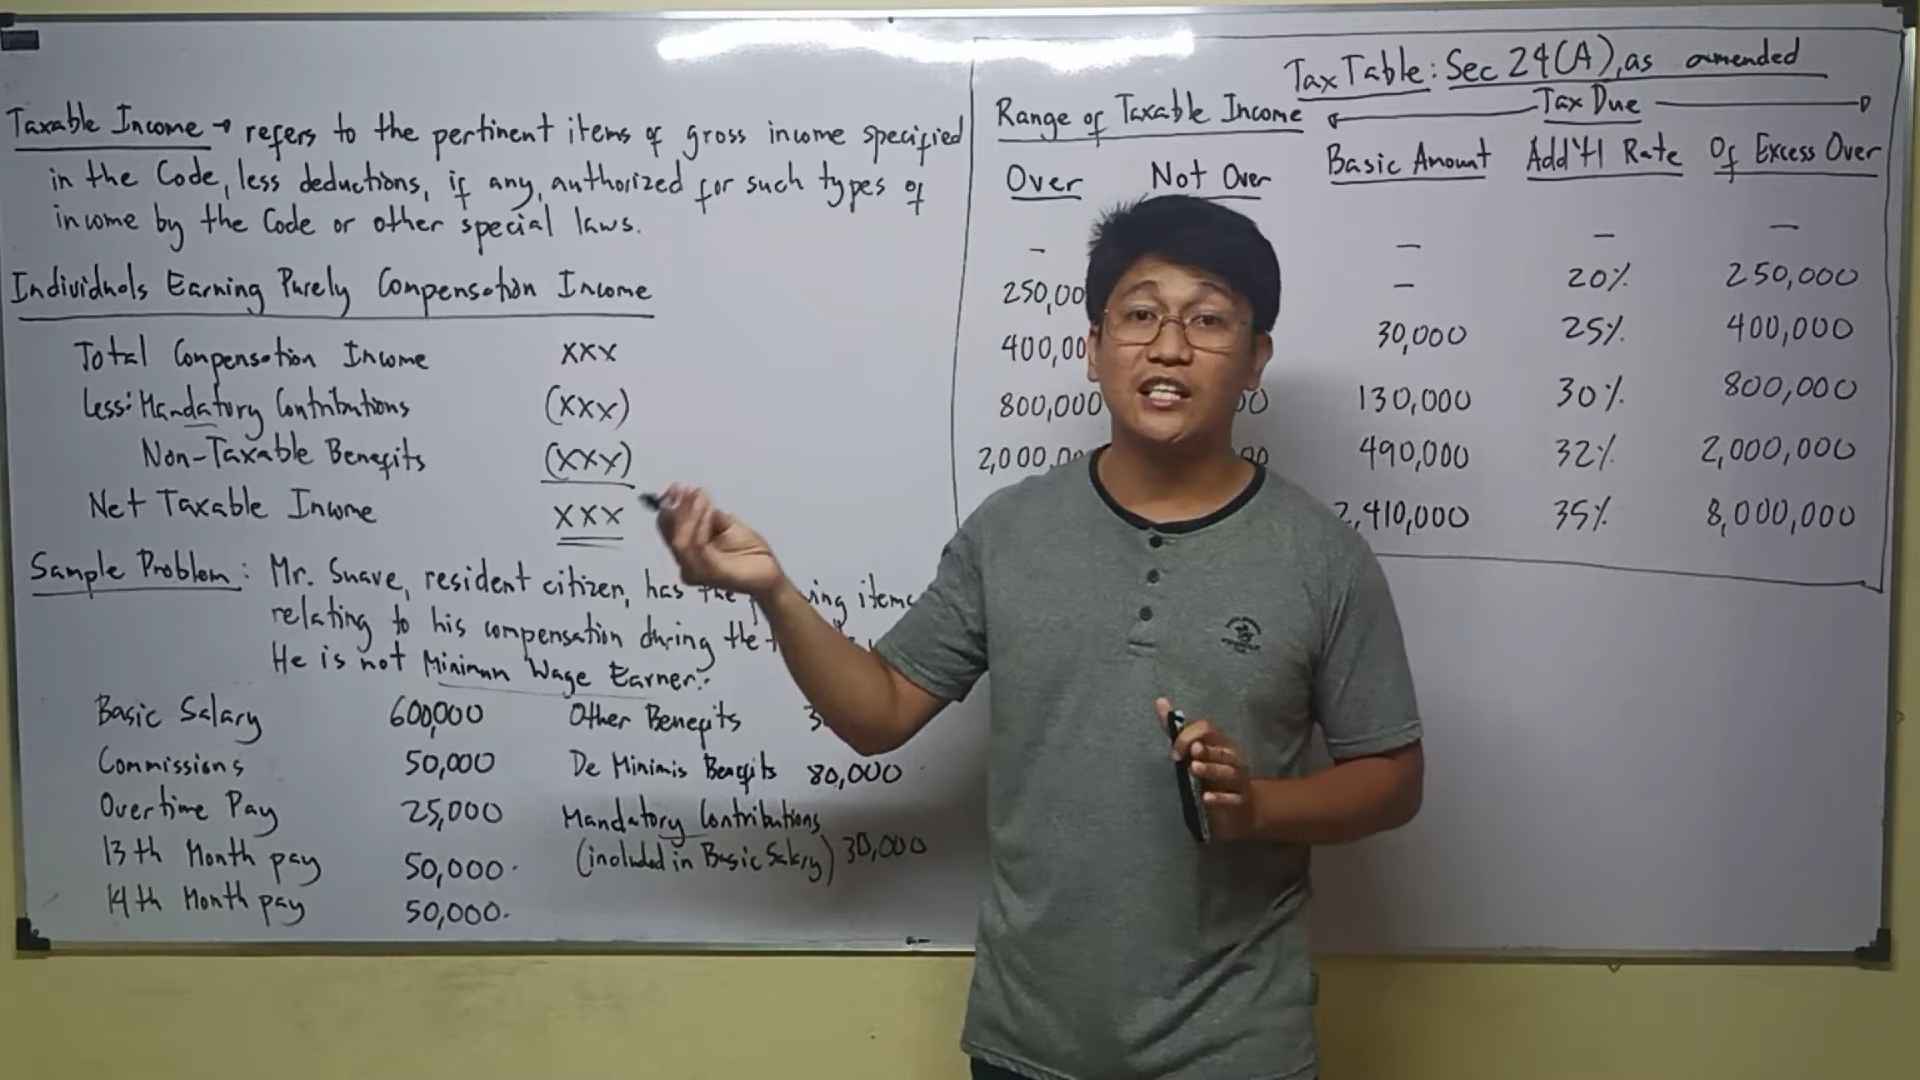 Taxable Income → refers to the pertinent items of gross income specified
in the Code, less deductions, if any, authorized for such types of
income by the Code or other special laws.
Individuals Earning Purely Compensation Income
Total Compensation Income XXX
Less: Mandatory Contributions (XXX)
Non-Taxable Benefits (XXX)
Net Taxable Income XXX
Sample Problem: Mr. Suave, resident citizen, has items
relating to his compensation during the
He is not Minimum Wage Earner:
Basic Salary 600,000
Commissions 50,000
Overtime Pay 25,000
13th Month pay 50,000
14th Month pay 50,000
Other Benefits
De Minimis Benefits 80,000
Mandatory Contributions
(included in Basic Salary) 30,000
Tax Table: Sec 24(A), as amended
Range of Taxable Income Tax Due
Over Not Over Basic Amount Add'tl Rate Of Excess Over
- - - -
- 20% 250,000
30,000 25% 400,000
800,000 130,000 30% 800,000
490,000 32% 2,000,000
2,410,000 35% 8,000,000